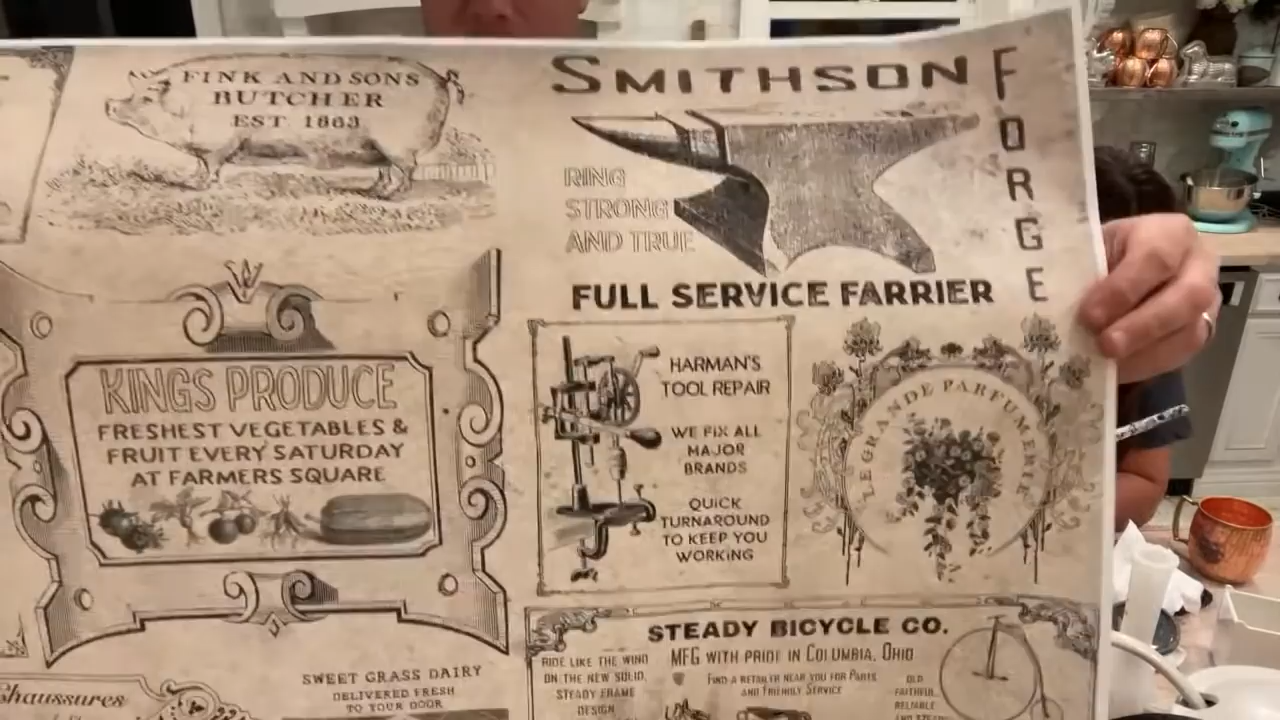 FINK AND SONS
BUTCHER
EST. 1863
SMITHSON
FORGE
RING
STRONG
AND TRUE
FULL SERVICE FARRIER
KINGS PRODUCE
FRESHEST VEGETABLES &
FRUIT EVERY SATURDAY
AT FARMERS SQUARE
HARMAN'S
TOOL REPAIR
WE FIX ALL
MAJOR
BRANDS
QUICK
TURNAROUND
TO KEEP YOU
WORKING
LEGRANDE PARFUMERIE
STEADY BICYCLE CO.
MFG WITH PRIDE IN COLUMBIA, OHIO
RIDE LIKE THE WIND
ON THE NEW SOLID,
STEADY FRAME
DESIGN
FIND A RETAILER NEAR YOU FOR PARTS
AND FRIENDLY SERVICE
OLD
FAITHFUL
RELIABLE
Chaussures
SWEET GRASS DAIRY
DELIVERED FRESH
TO YOUR DOOR